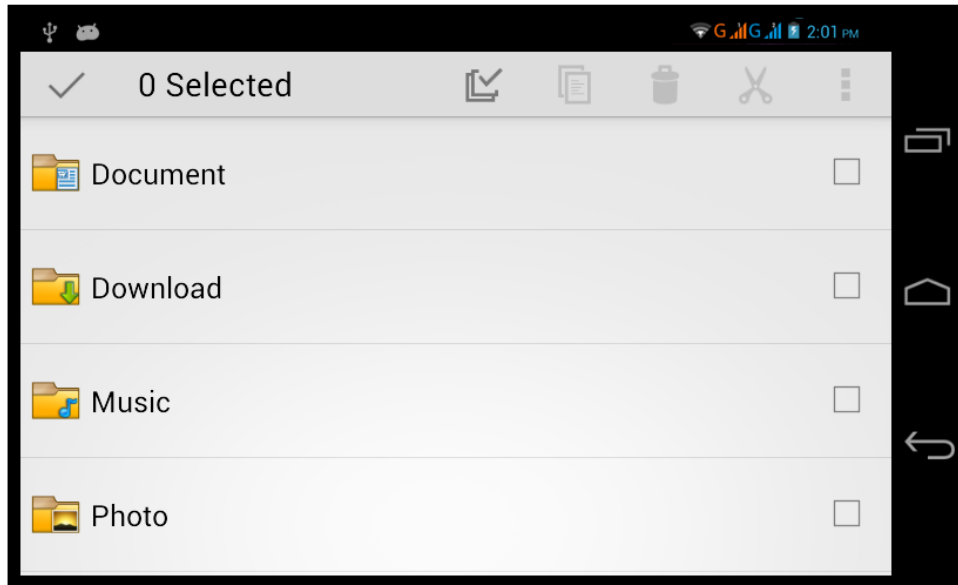 G G 2:01 PM
0 Selected
Document
Download
Music
Photo